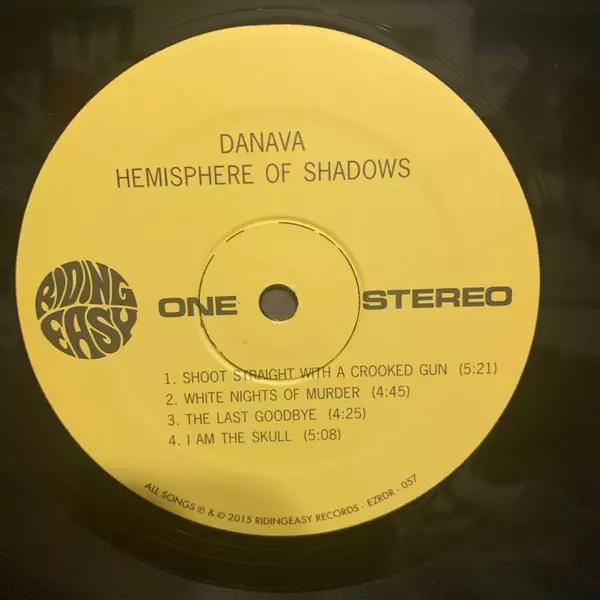 DANAVA
HEMISPHERE OF SHADOWS
RIDING
EASY
ONE
STEREO
1. SHOOT STRAIGHT WITH A CROOKED GUN (5:21)
2. WHITE NIGHTS OF MURDER (4:45)
3. THE LAST GOODBYE (4:25)
4. I AM THE SKULL (5:08)
ALL SONGS ℗ & © 2015 RIDINGEASY RECORDS - EZRDR - 057